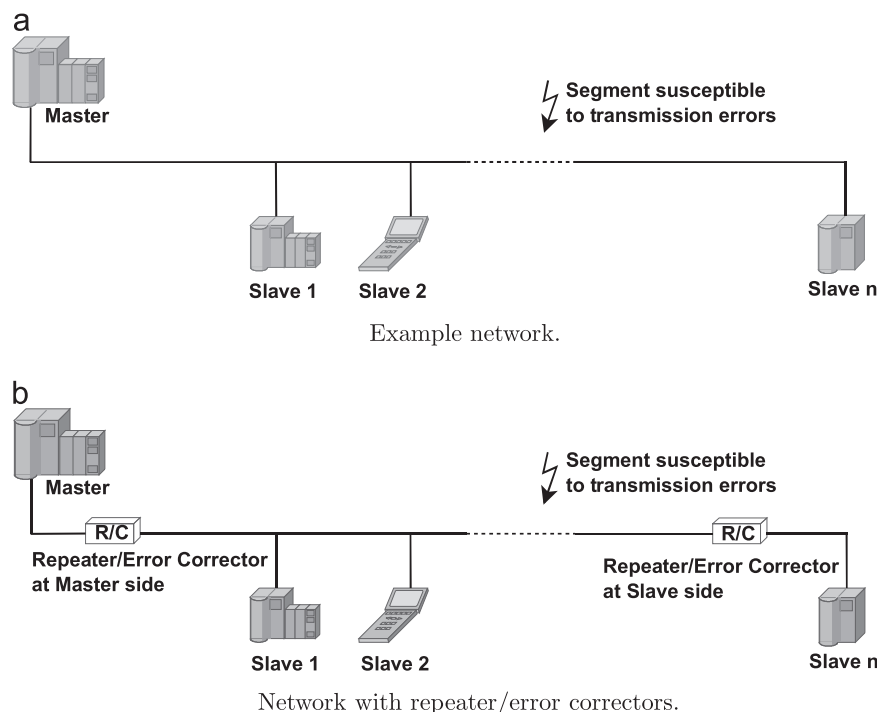 a
Master
Segment susceptible
to transmission errors
Slave 1
Slave 2
Slave n
Example network.
b
Master
Segment susceptible
to transmission errors
R/C
R/C
Repeater/Error Corrector
at Master side
Repeater/Error Corrector
at Slave side
Slave 1
Slave 2
Slave n
Network with repeater/error correctors.